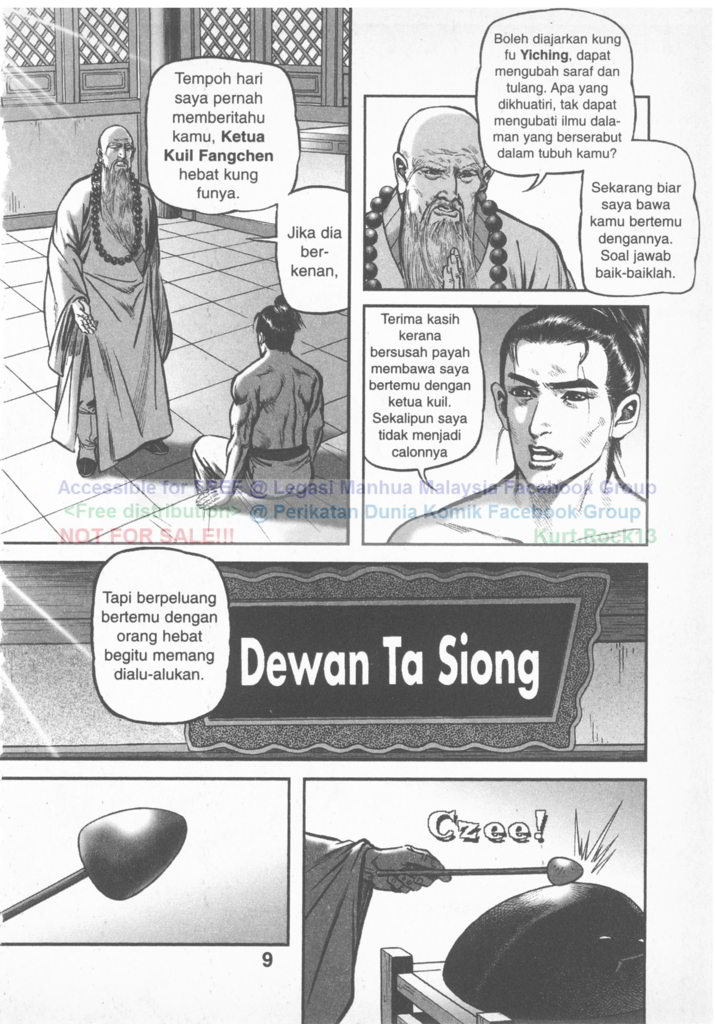 Tempoh hari
saya pernah
memberitahu
kamu, Ketua
Kuil Fangchen
hebat kung
funya.
Jika dia
ber-
kenan,
Boleh diajarkan kung
fu Yiching, dapat
mengubah saraf dan
tulang. Apa yang
dikhuatiri, tak dapat
mengubati ilmu dala-
man yang berserabut
dalam tubuh kamu?
Sekarang biar
saya bawa
kamu bertemu
dengannya.
Soal jawab
baik-baiklah.
Terima kasih
kerana
bersusah payah
membawa saya
bertemu dengan
ketua kuil.
Sekalipun saya
tidak menjadi
calonnya
Accessible for FREE @ Legasi Manhua Malaysia Facebook Group
<Free distribution> @ Perikatan Dunia Komik Facebook Group
NOT FOR SALE!!! Kurt Rock13
Tapi berpeluang
bertemu dengan
orang hebat
begitu memang
dialu-alukan.
Dewan Ta Siong
Czee!
9